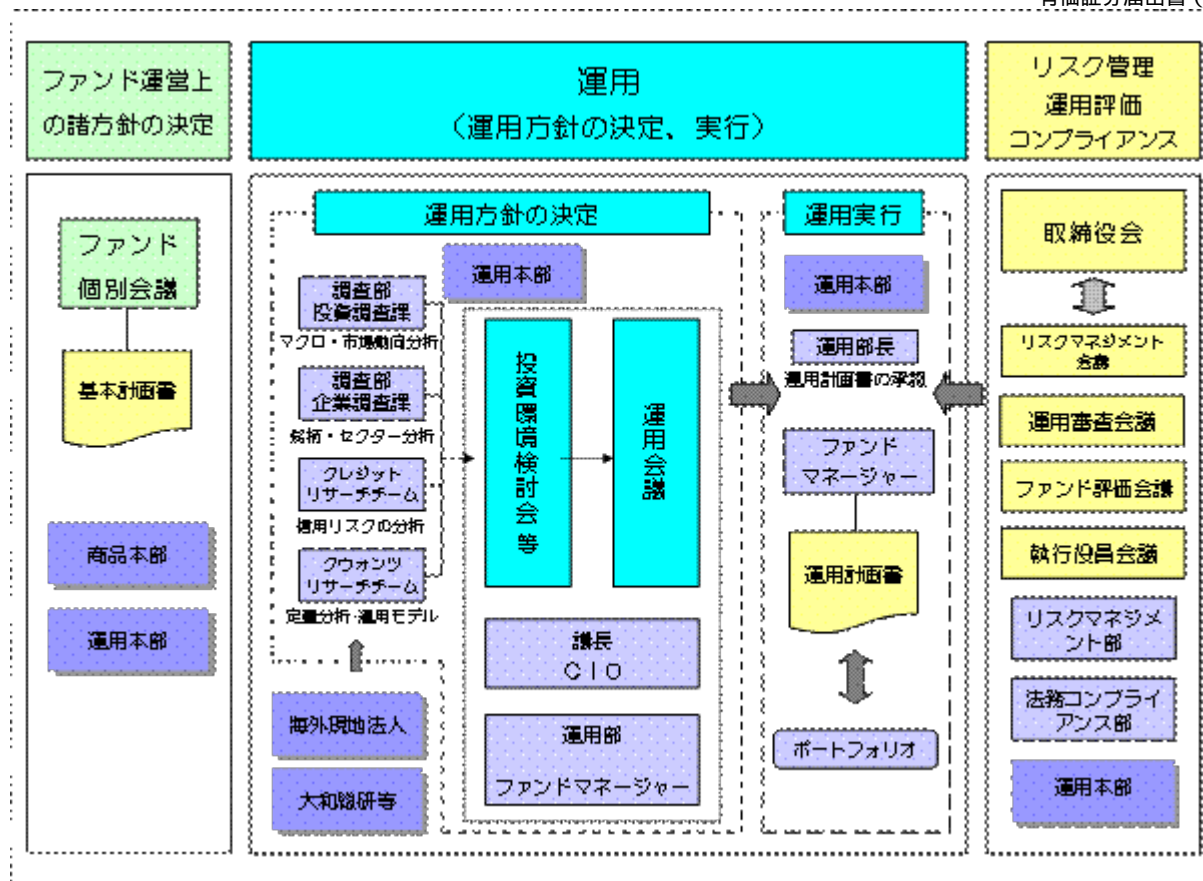 ファンド運営上
の諸方針の決定
運用
（運用方針の決定、実行）
リスク管理
運用評価
コンプライアンス
ファンド
個別会議
基本計画書
商品本部
運用本部
運用方針の決定
運用本部
調査部
投資調査課
マクロ・市場動向分析
調査部
企業調査課
銘柄・セクター分析
クレジット
リサーチチーム
信用リスクの分析
クウォンツ
リサーチチーム
定量分析・運用モデル
海外現地法人
大和総研等
投資環境検討会等
運用会議
議長
ＣＩＯ
運用部
ファンドマネージャー
運用実行
運用本部
運用部長
運用計画書の承認
ファンド
マネージャー
運用計画書
ポートフォリオ
取締役会
リスクマネジメント
会議
運用審査会議
ファンド評価会議
執行役員会議
リスクマネジメ
ント部
法務コンプライ
アンス部
運用本部